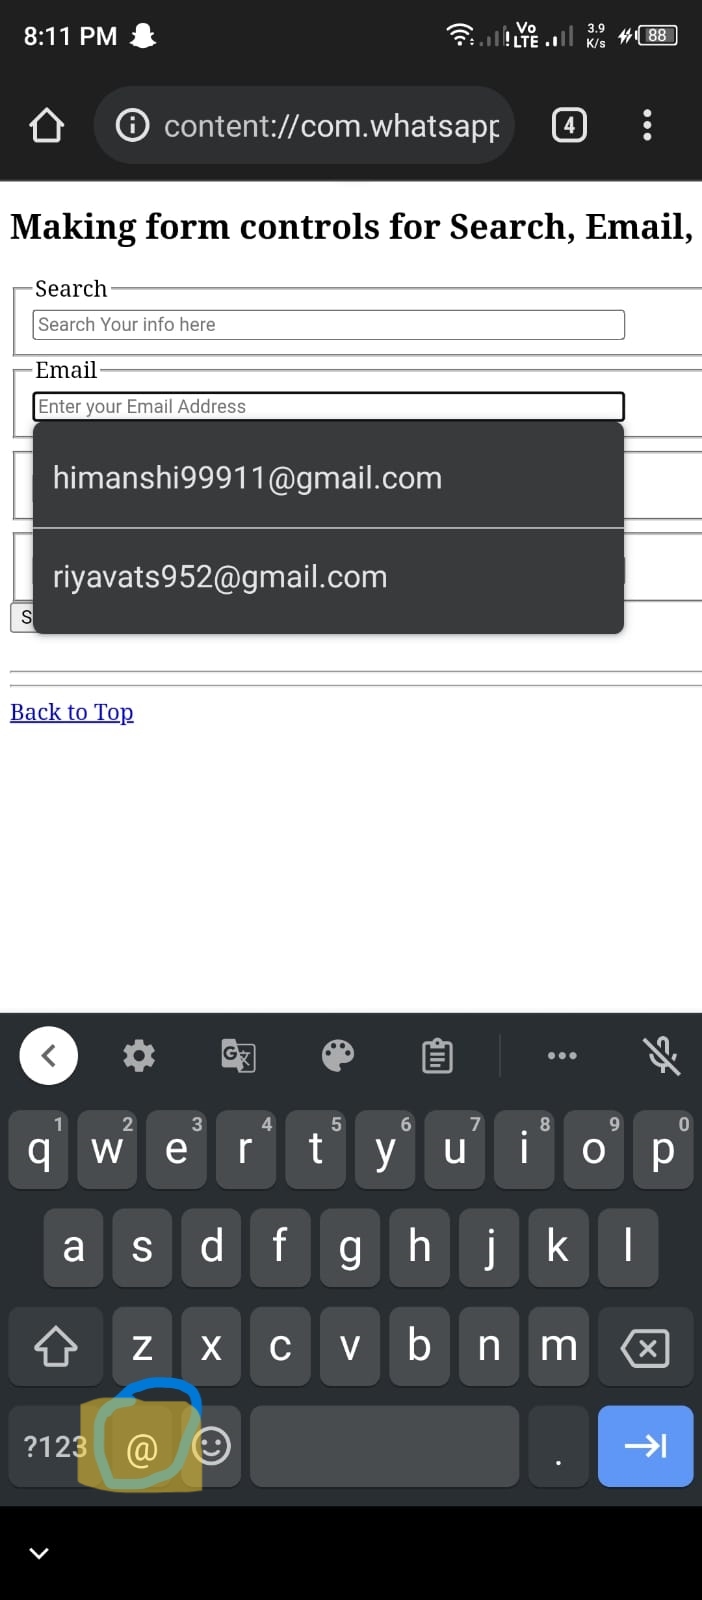 8:11 PM
Vo LTE 3.9 K/s 88
content://com.whatsapp
4
Making form controls for Search, Email,
Search
Search Your info here
Email
Enter your Email Address
himanshi99911@gmail.com
riyavats952@gmail.com
S
Back to Top
G
1 2 3 4 5 6 7 8 9 0
q w e r t y u i o p
a s d f g h j k l
z x c v b n m
?123 @ .